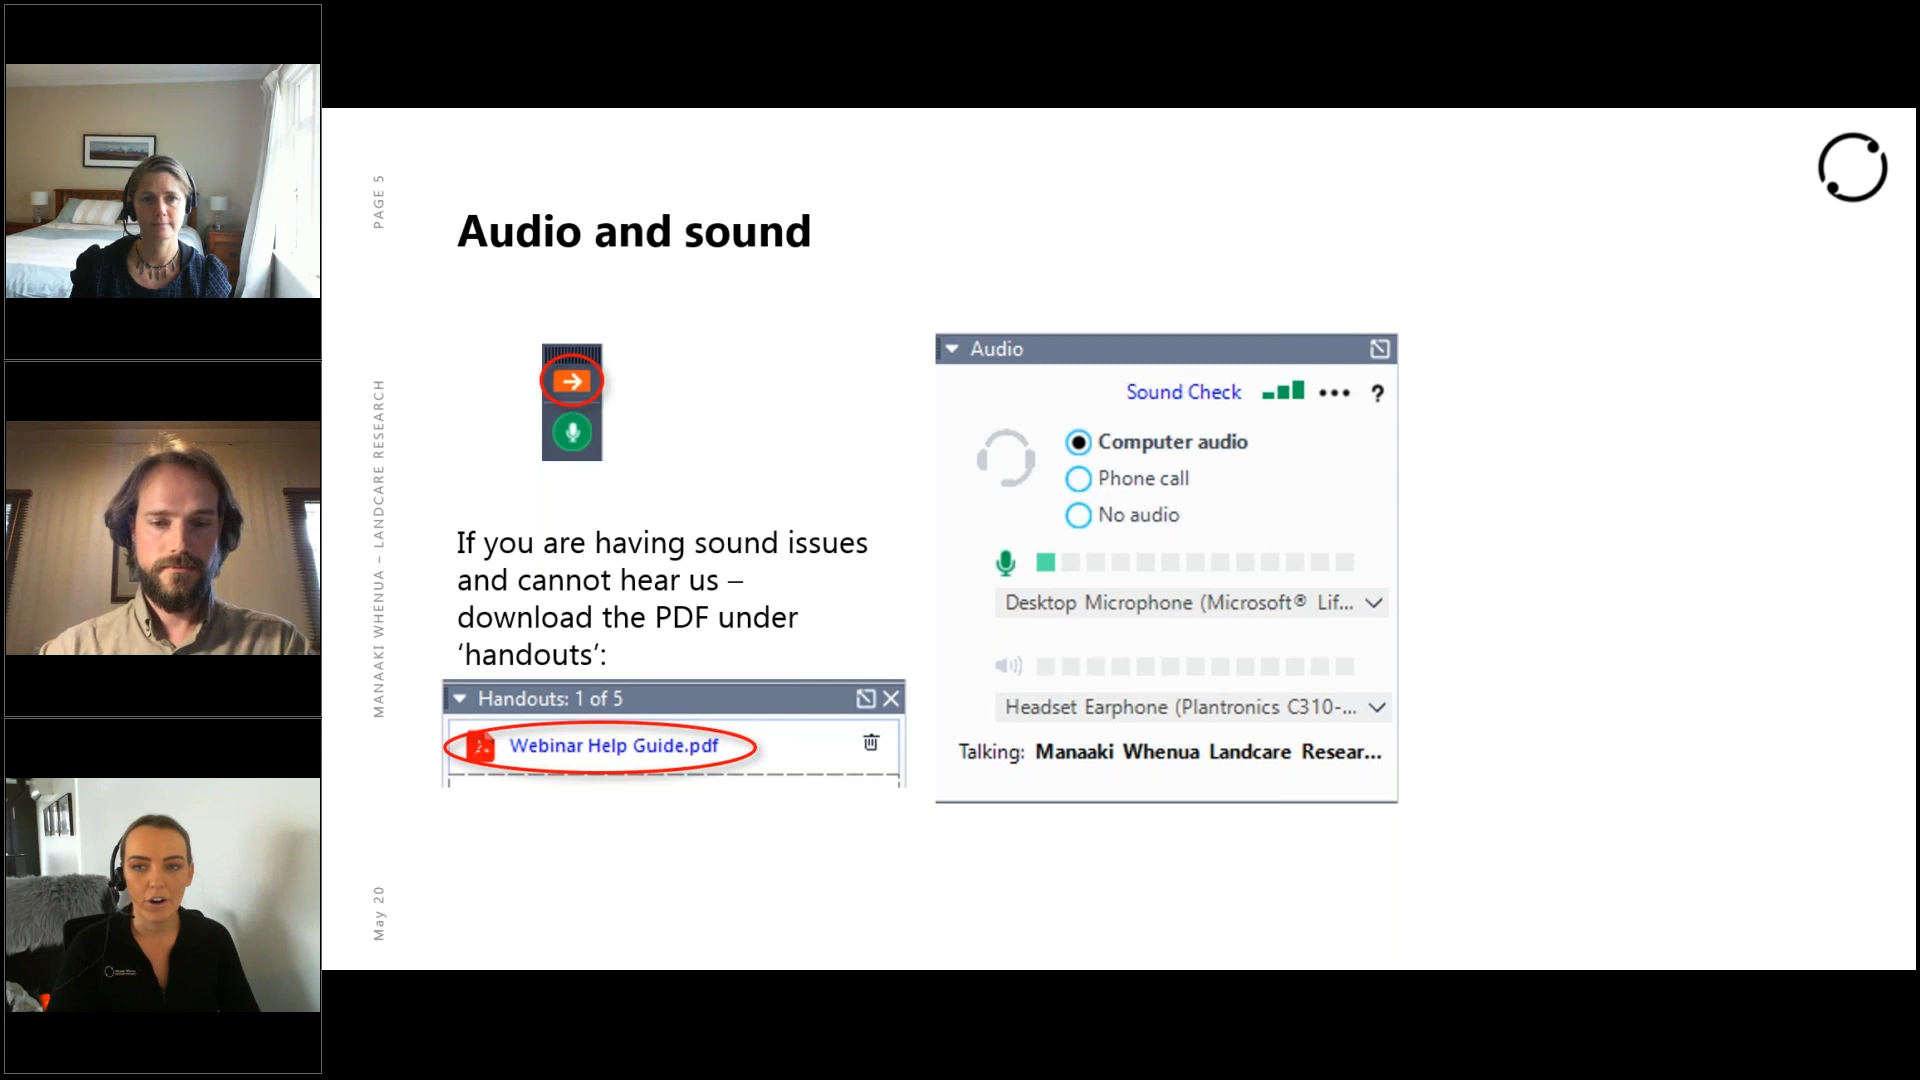 PAGE 5
MANAAKI WHENUA – LANDCARE RESEARCH
May 20
Audio and sound
If you are having sound issues
and cannot hear us –
download the PDF under
‘handouts’:
Handouts: 1 of 5
Webinar Help Guide.pdf
Audio
Sound Check
?
Computer audio
Phone call
No audio
Desktop Microphone (Microsoft® Lif...
Headset Earphone (Plantronics C310-...
Talking: Manaaki Whenua Landcare Resear...